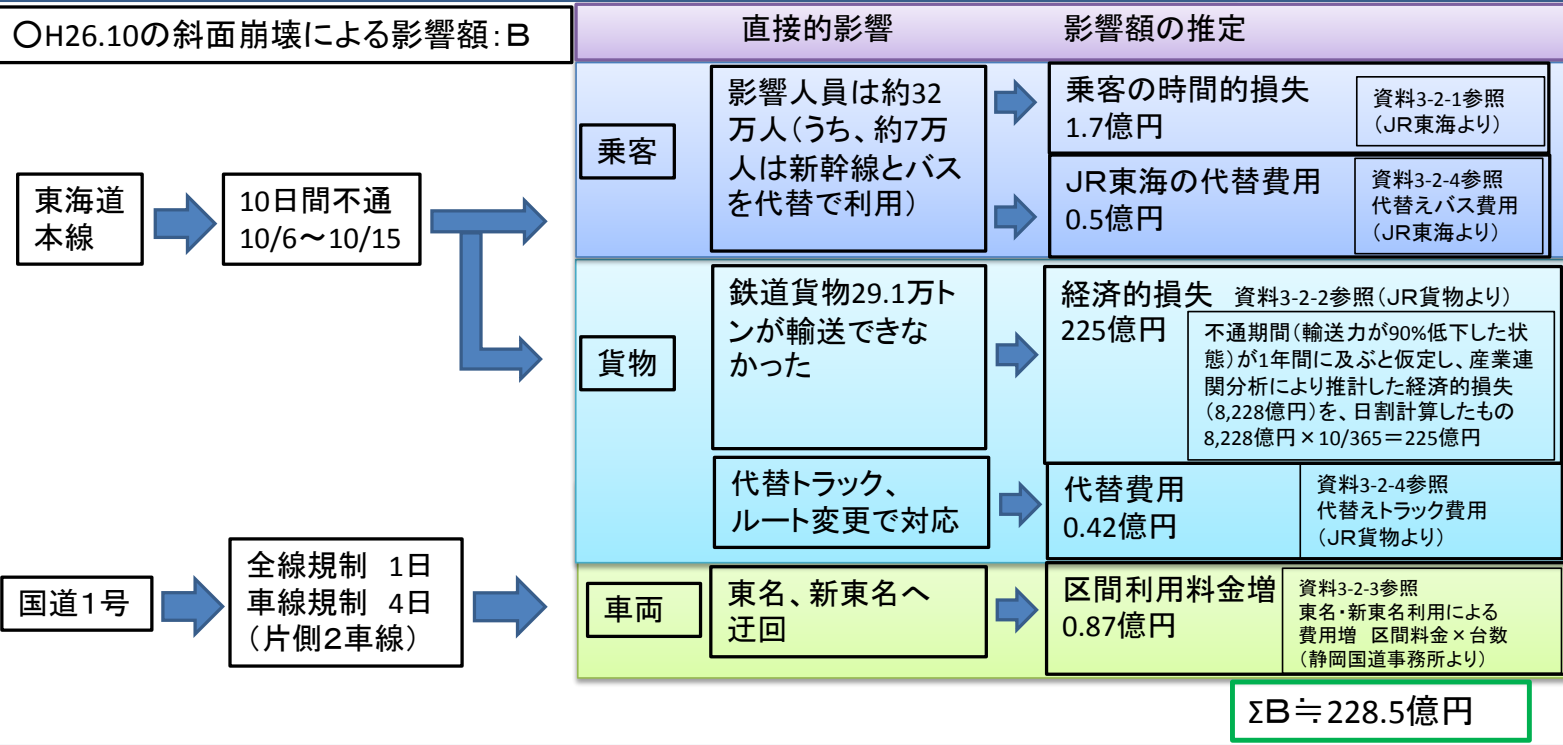 〇H26.10の斜面崩壊による影響額:B
直接的影響
影響額の推定
東海道
本線
10日間不通
10/6～10/15
乗客
影響人員は約32
万人(うち、約7万
人は新幹線とバス
を代替で利用)
乗客の時間的損失
1.7億円
資料3-2-1参照
(JR東海より)
JR東海の代替費用
0.5億円
資料3-2-4参照
代替えバス費用
(JR東海より)
貨物
鉄道貨物29.1万ト
ンが輸送できな
かった
経済的損失 資料3-2-2参照(JR貨物より)
225億円
不通期間(輸送力が90%低下した状
態)が1年間に及ぶと仮定し、産業連
関分析により推計した経済的損失
(8,228億円)を、日割計算したもの
8,228億円×10/365=225億円
代替トラック、
ルート変更で対応
代替費用
0.42億円
資料3-2-4参照
代替えトラック費用
(JR貨物より)
国道1号
全線規制 1日
車線規制 4日
(片側2車線)
車両
東名、新東名へ
迂回
区間利用料金増
0.87億円
資料3-2-3参照
東名・新東名利用による
費用増 区間料金×台数
(静岡国道事務所より)
ΣB≒228.5億円